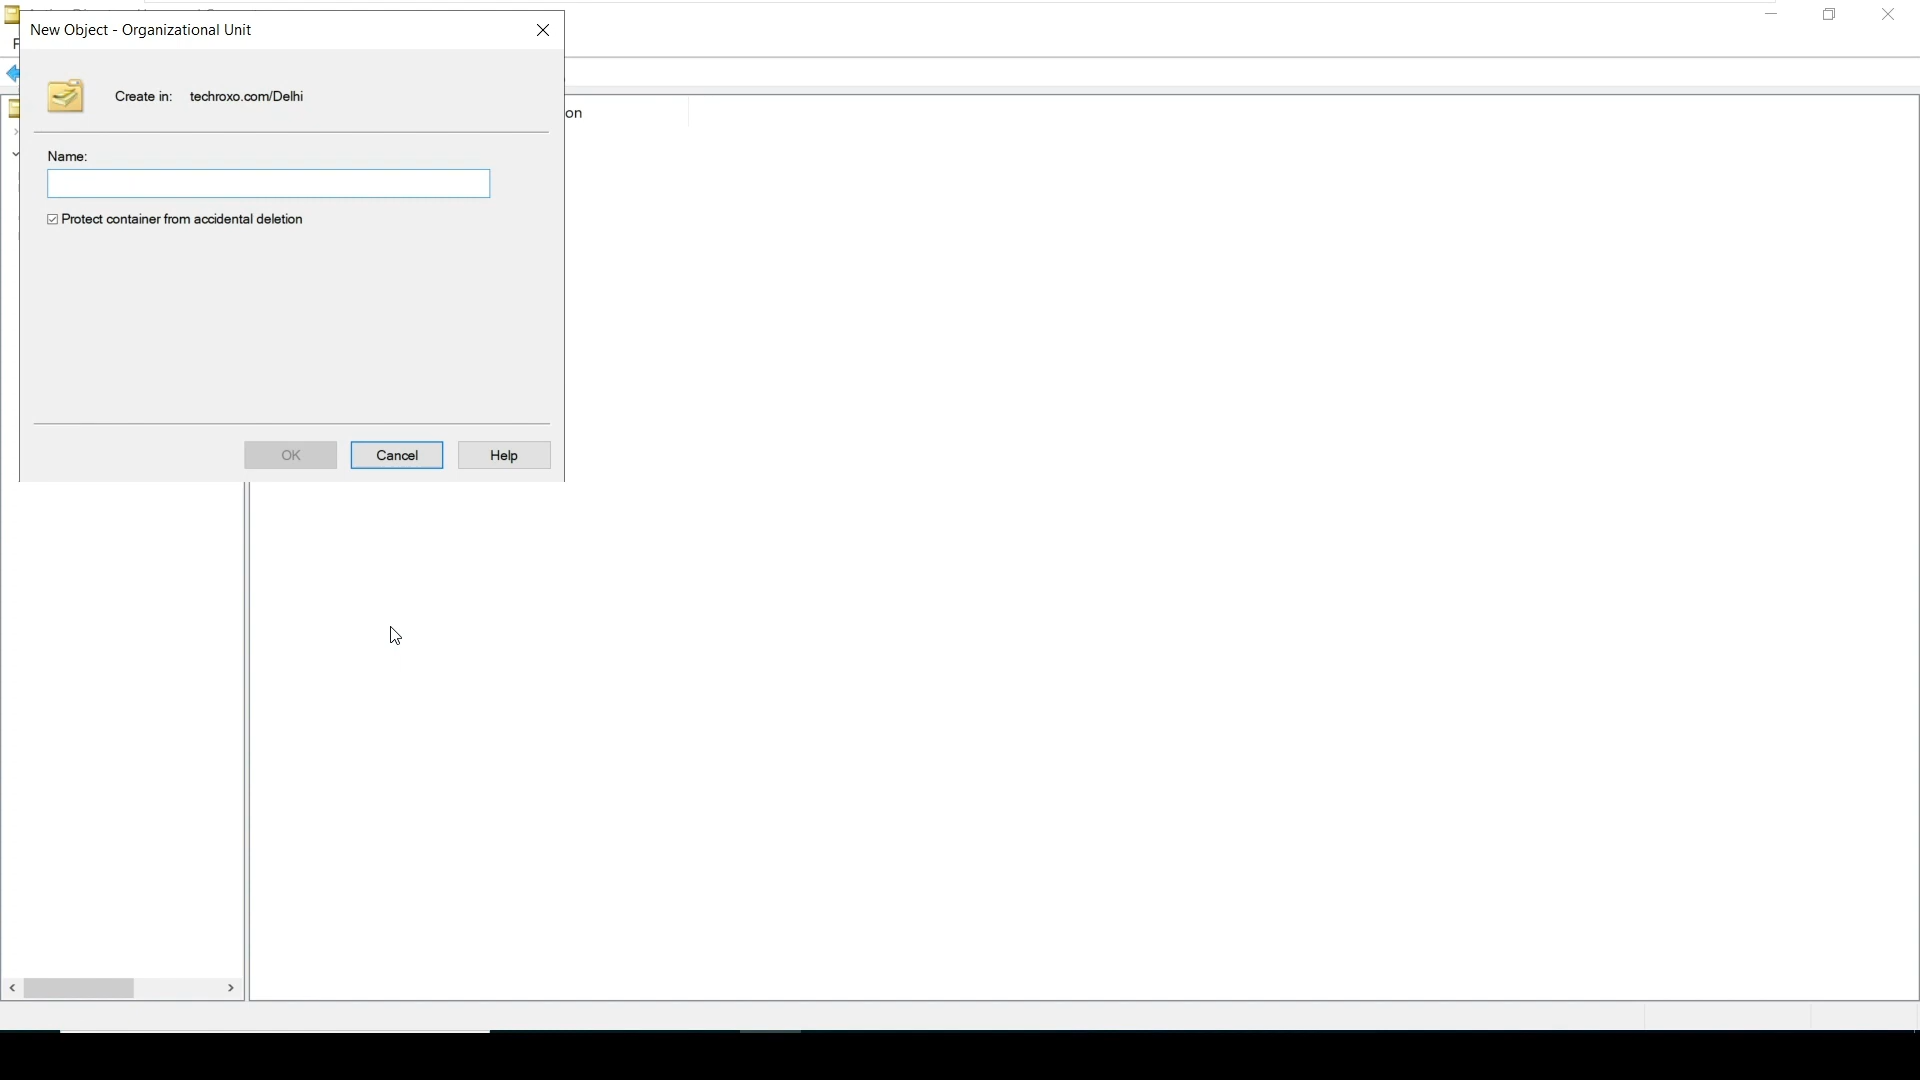 New Object - Organizational Unit
Create in: techroxo.com/Delhi
on
Name:
Protect container from accidental deletion
OK
Cancel
Help